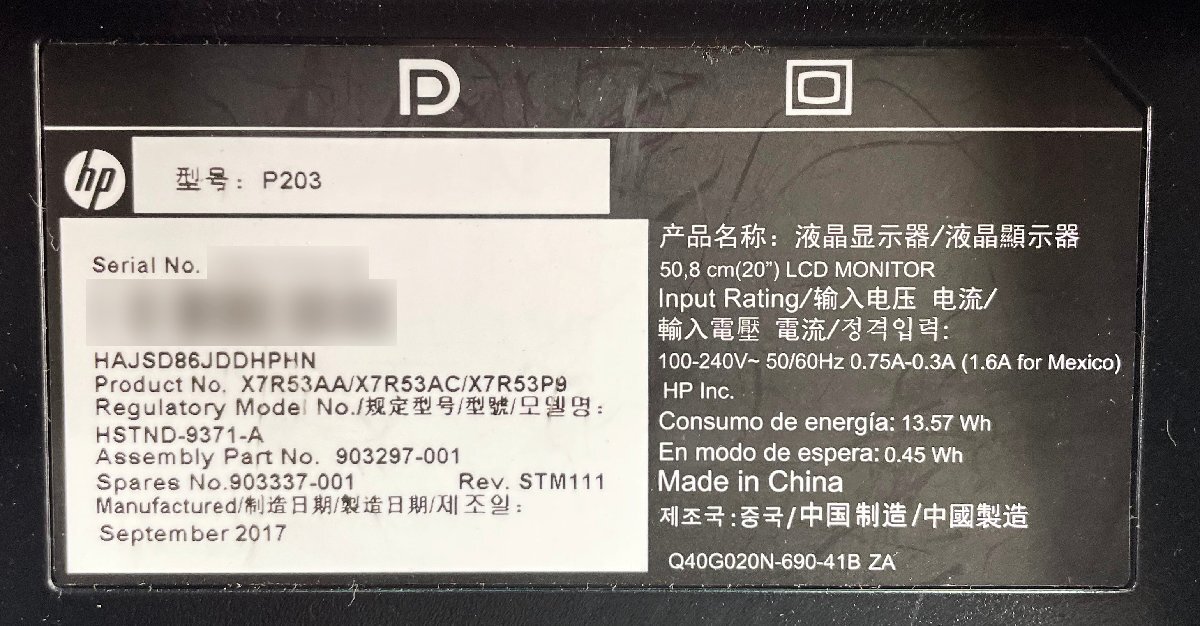 hp
型号: P203
Serial No.
HAJSD86JDDHPHN
Product No. X7R53AA/X7R53AC/X7R53P9
Regulatory Model No./规定型号/型號/모델명:
HSTND-9371-A
Assembly Part No. 903297-001
Spares No.903337-001 Rev. STM111
Manufactured/制造日期/製造日期/제조일:
September 2017
产品名称: 液晶显示器/液晶顯示器
50,8 cm(20”) LCD MONITOR
Input Rating/输入电压 电流/
輸入電壓 電流/정격입력:
100-240V~ 50/60Hz 0.75A-0.3A (1.6A for Mexico)
HP Inc.
Consumo de energía: 13.57 Wh
En modo de espera: 0.45 Wh
Made in China
제조국:중국/中国制造/中國製造
Q40G020N-690-41B ZA